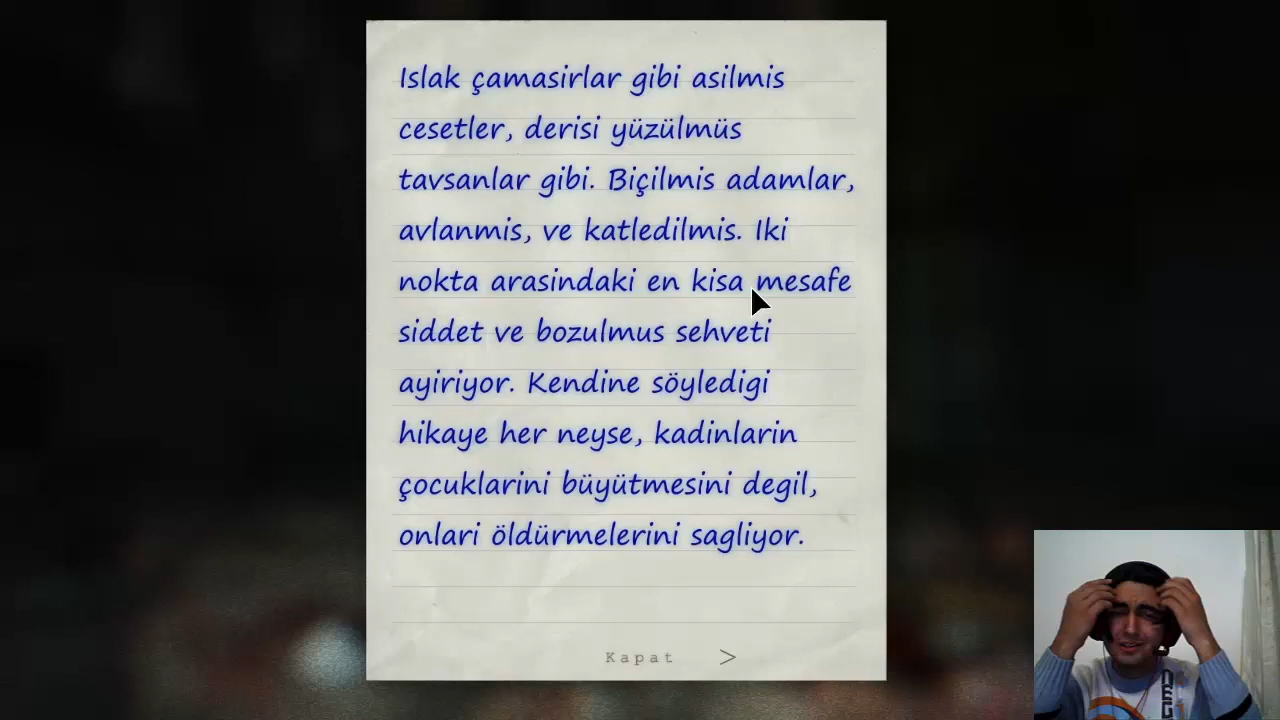 Islak çamasirlar gibi asilmis
cesetler, derisi yüzülmüs
tavsanlar gibi. Biçilmis adamlar,
avlanmis, ve katledilmis. Iki
nokta arasindaki en kisa mesafe
siddet ve bozulmus sehveti
ayiriyor. Kendine söyledigi
hikaye her neyse, kadinlarin
çocuklarini büyütmesini degil,
onlari öldürmelerini sagliyor.
Kapat >